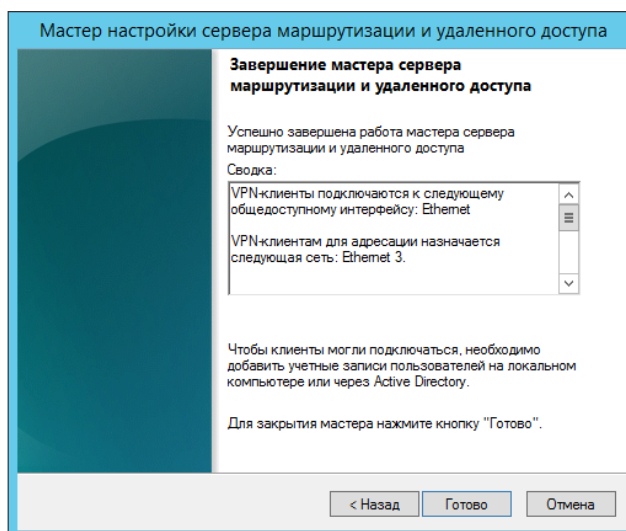 Мастер настройки сервера маршрутизации и удаленного доступа
Завершение мастера сервера
маршрутизации и удаленного доступа
Успешно завершена работа мастера сервера
маршрутизации и удаленного доступа
Сводка:
VPN-клиенты подключаются к следующему
общедоступному интерфейсу: Ethernet
VPN-клиентам для адресации назначается
следующая сеть: Ethernet 3.
Чтобы клиенты могли подключаться, необходимо
добавить учетные записи пользователей на локальном
компьютере или через Active Directory.
Для закрытия мастера нажмите кнопку "Готово".
< Назад Готово Отмена